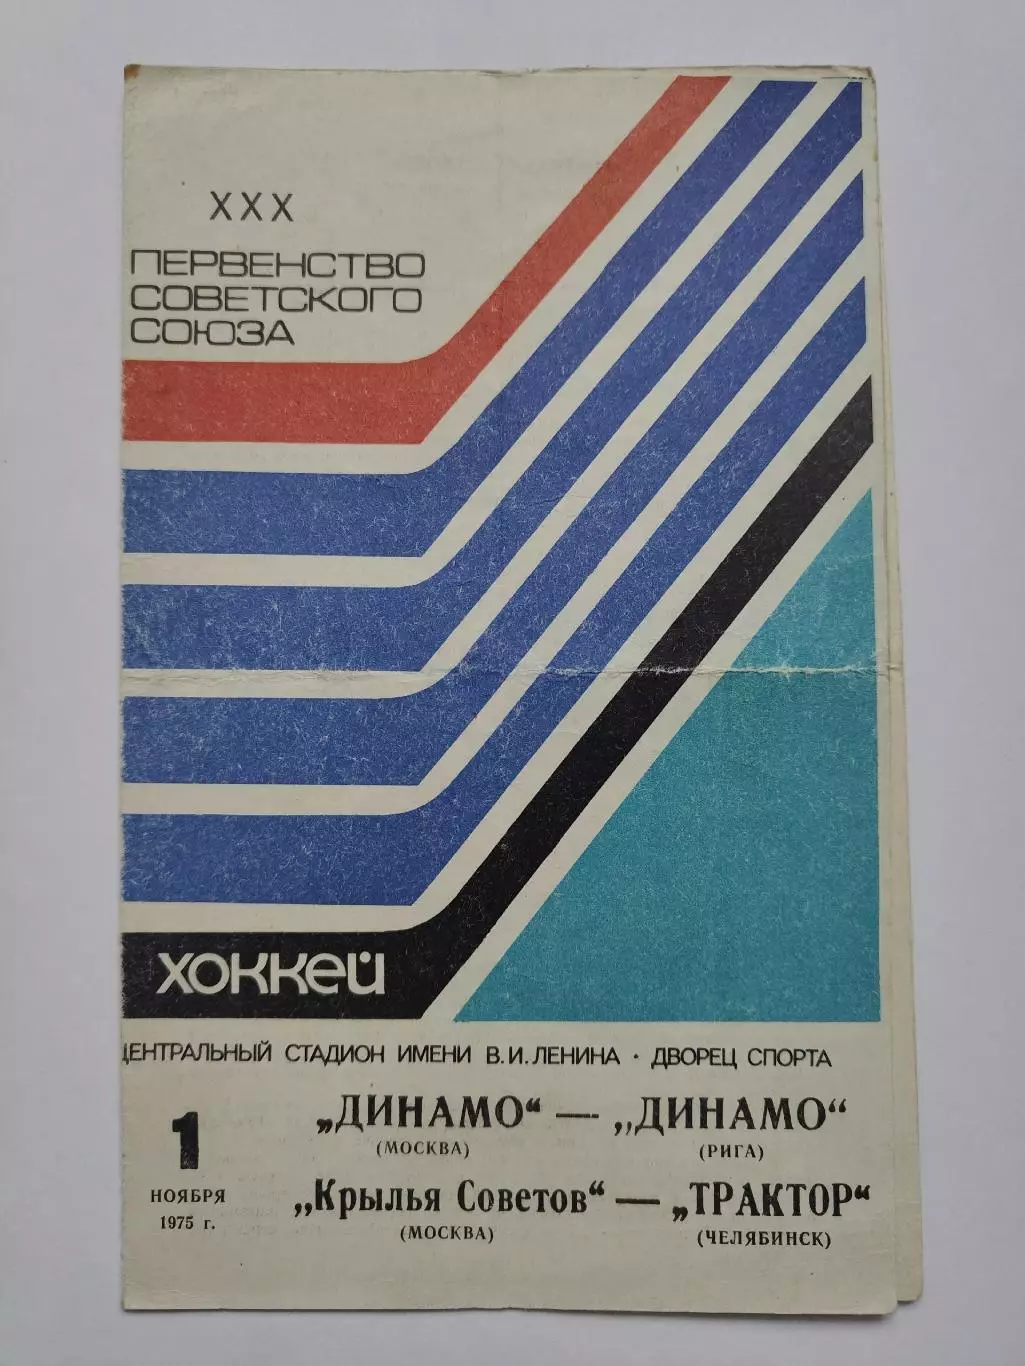 XXX
ПЕРВЕНСТВО
СОВЕТСКОГО
СОЮЗА
ХОККЕЙ
ЦЕНТРАЛЬНЫЙ СТАДИОН ИМЕНИ В.И.ЛЕНИНА · ДВОРЕЦ СПОРТА
„ДИНАМО“ — „ДИНАМО“
(МОСКВА) (РИГА)
1
НОЯБРЯ
1975 г.
„Крылья Советов“ — „ТРАКТОР“
(МОСКВА) (ЧЕЛЯБИНСК)